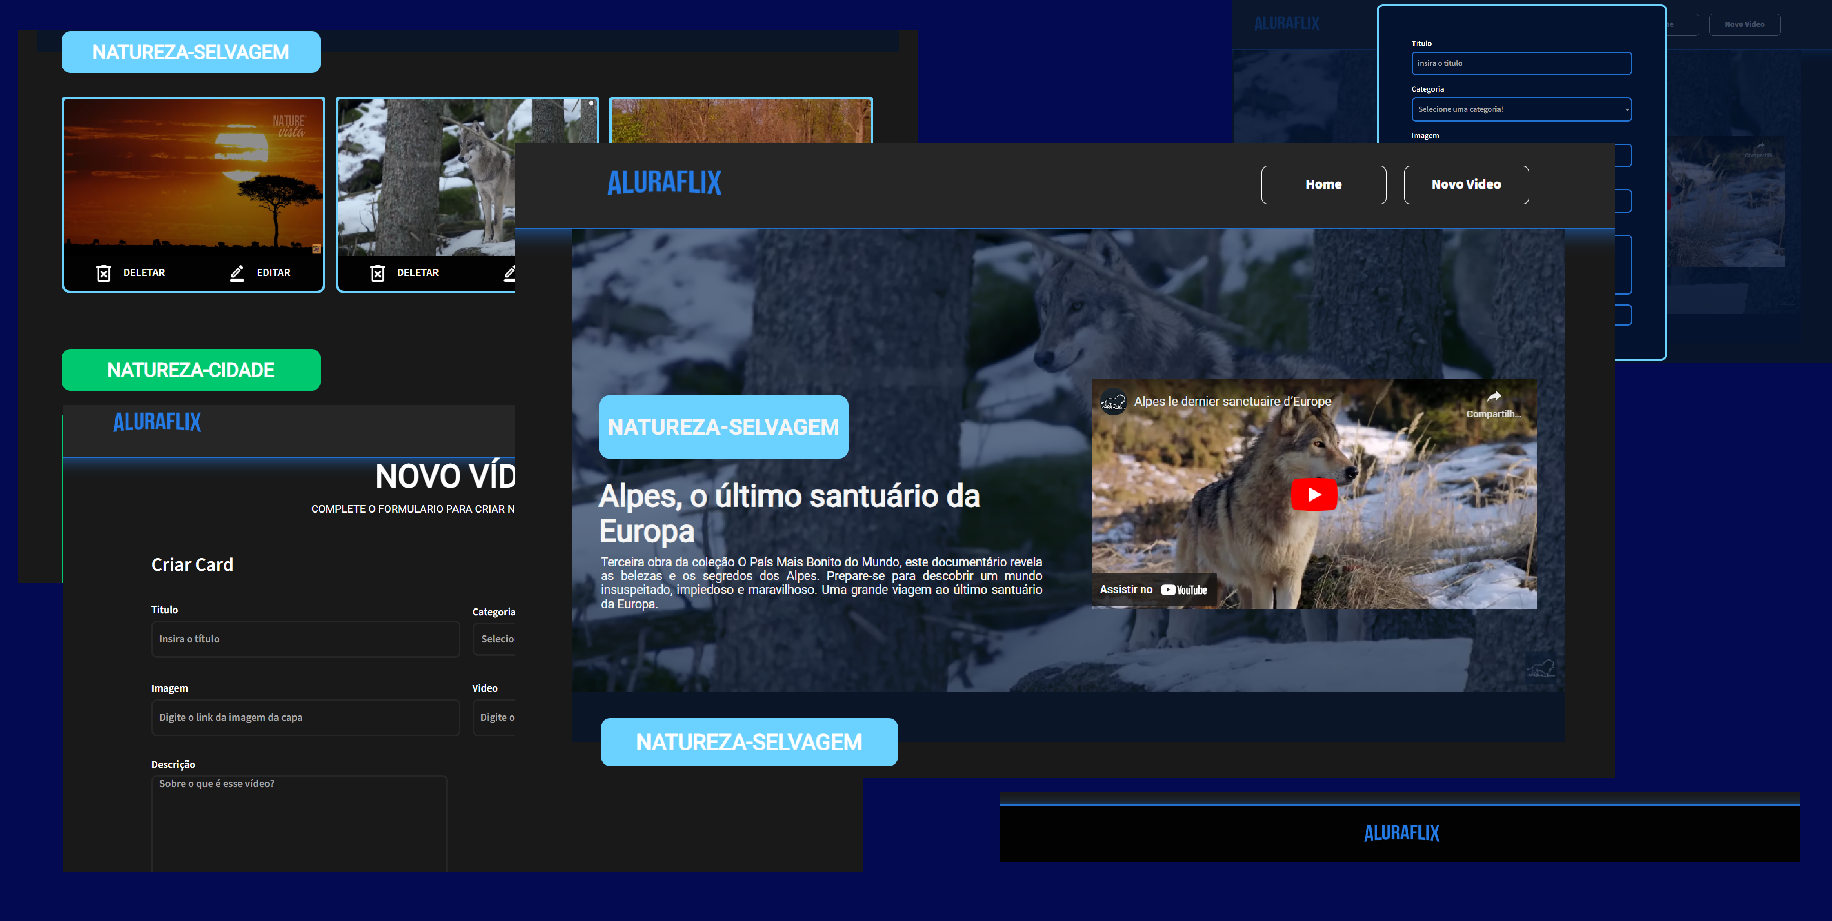 NATUREZA-SELVAGEM
NATURE
vista
DELETAR
EDITAR
DELETAR
NATUREZA-CIDADE
ALURAFLIX
NOVO VÍD
COMPLETE O FORMULARIO PARA CRIAR N
Criar Card
Titulo
Categoria
Insira o título
Selecio
Imagem
Video
Digite o link da imagem da capa
Digite o
Descrição
Sobre o que é esse vídeo?
ALURAFLIX
Home
Novo Video
NATUREZA-SELVAGEM
Alpes, o último santuário da
Europa
Terceira obra da coleção O País Mais Bonito do Mundo, este documentário revela
as belezas e os segredos dos Alpes. Prepare-se para descobrir um mundo
insuspeitado, impiedoso e maravilhoso. Uma grande viagem ao último santuário
da Europa.
Alpes le dernier sanctuaire d'Europe
Compartilh...
Assistir no YouTube
NATUREZA-SELVAGEM
ALURAFLIX
Novo Video
Titulo
insira o titulo
Categoria
Selecione uma categoria!
Imagem
ALURAFLIX